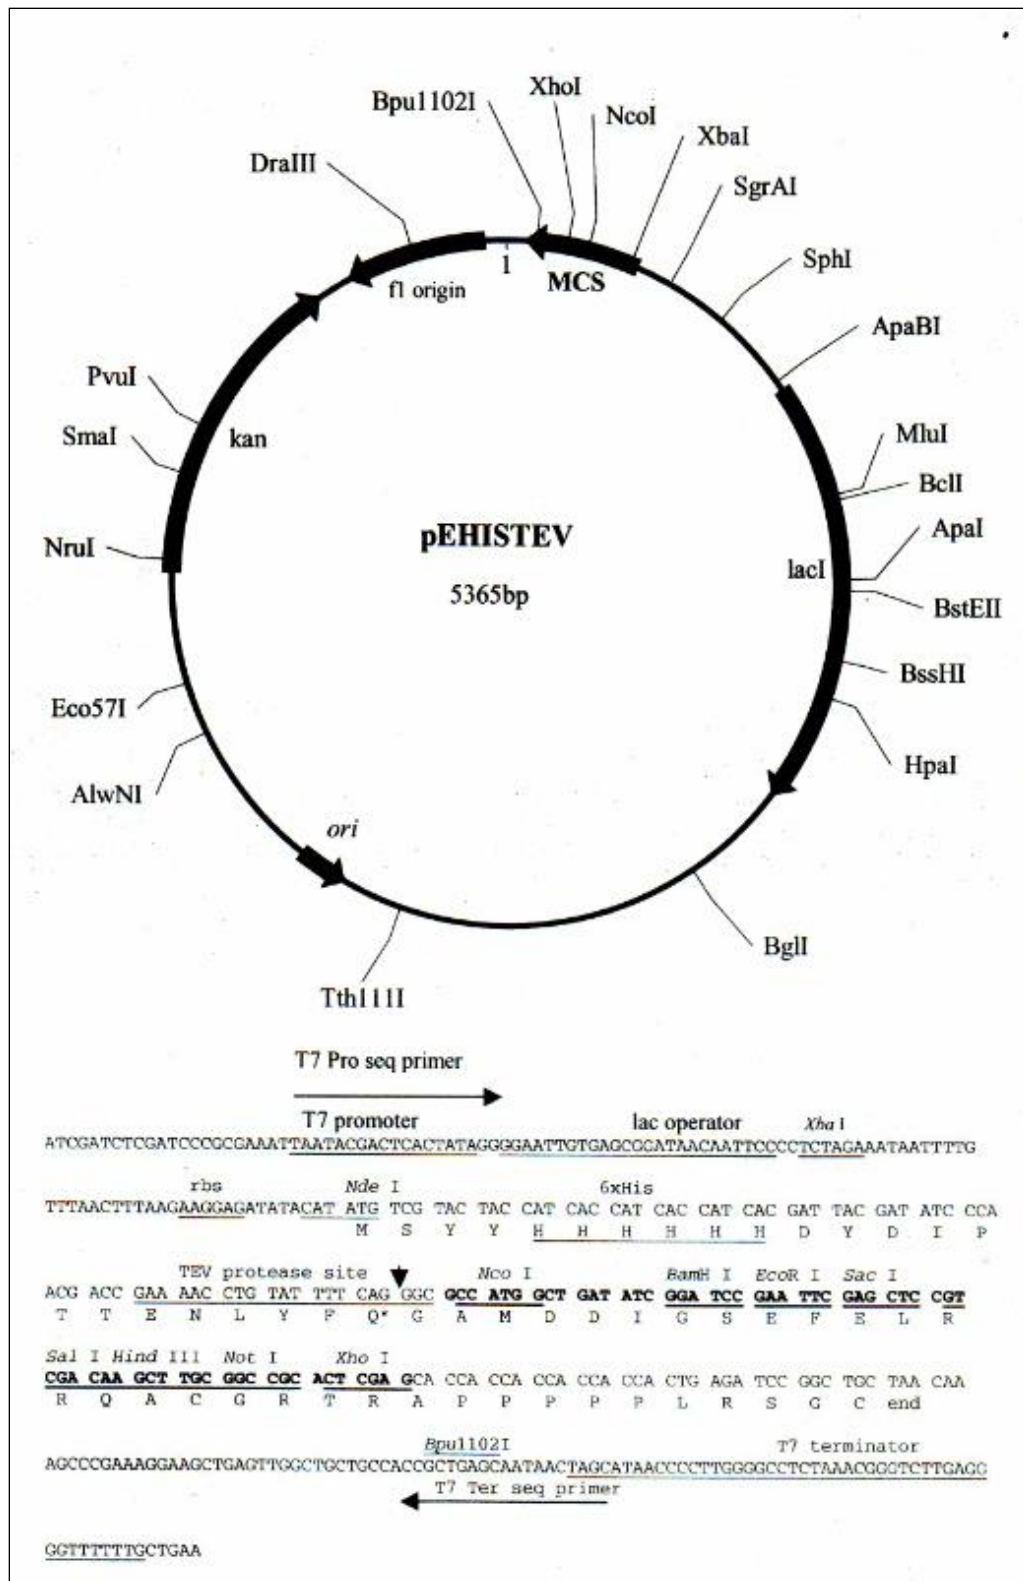 Bpu1102I
XhoI
NcoI
XbaI
DraIII
SgrAI
SphI
1
MCS
f1 origin
ApaBI
PvuI
SmaI
kan
MluI
BclI
NruI
pEHISTEV
5365bp
ApaI
lacI
BstEII
BssHI
Eco57I
HpaI
AlwNI
ori
BglI
Tth111I
T7 Pro seq primer
T7 promoter lac operator Xba I
ATCGATCTCGATCCCGCGAAATTAATACGACTCACTATAGGGGAATTGTGAGCGGATAACAATTCCCCTCTAGAAATAATTTTG
rbs Nde I 6xHis
TTTAACTTTAAGAAGGAGATATACAT ATG TCG TAC TAC CAT CAC CAT CAC CAT CAC GAT TAC GAT ATC CCA
M S Y Y H H H H H H D Y D I P
TEV protease site Nco I BamH I EcoR I Sac I
ACG ACC GAA AAC CTG TAT TTT CAG GGC GCC ATG GCT GAT ATC GGA TCC GAA TTC GAG CTC CGT
T T E N L Y F Q* G A M D D I G S E F E L R
Sal I Hind III Not I Xho I
CGA CAA GCT TGC GGC CGC ACT CGA GCA CCA CCA CCA CCA CCA CTG AGA TCC GGC TGC TAA CAA
R Q A C G R T R A P P P P P L R S G C end
Bpu1102I T7 terminator
AGCCCGAAAGGAAGCTGAGTTGGCTGCTGCCACCGCTGAGCAATAACTAGCATAACCCCTTGGGGCCTCTAAACGGGTCTTGAGG
T7 Ter seq primer
GGTTTTTTGCTGAA